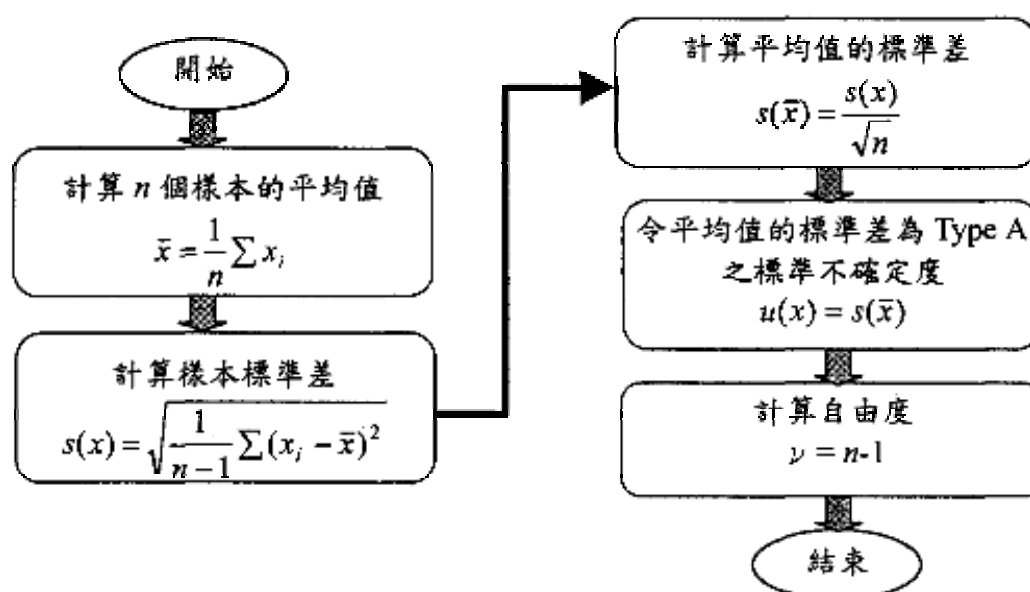 開始
計算 n 個樣本的平均值
x̄ = 1/n ∑ xᵢ
計算樣本標準差
s(x) = √(1/(n−1) ∑(xᵢ − x̄)²)
計算平均值的標準差
s(x̄) = s(x)/√n
令平均值的標準差為 Type A
之標準不確定度
u(x) = s(x̄)
計算自由度
ν = n-1
結束